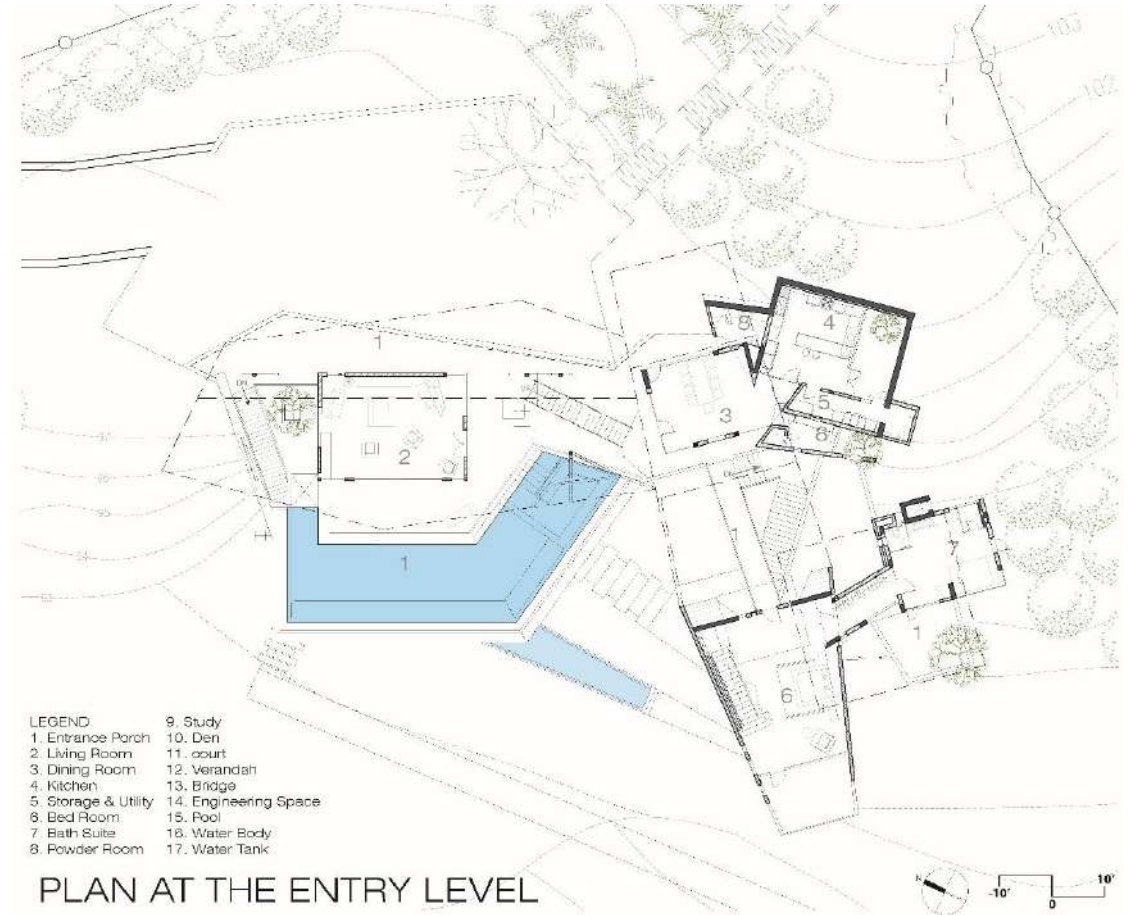 103
102
1
8
4
DN
2
3
5
8
1
7
1
6
LEGEND
1. Entrance Porch
2. Living Room
3. Dining Room
4. Kitchen
5. Storage & Utility
6. Bed Room
7 Bath Suite
8. Powder Room
9. Study
10. Den
11. court
12. Verandah
13. Bridge
14. Engineering Space
15. Pool
16. Water Body
17. Water Tank
PLAN AT THE ENTRY LEVEL
N
-10'
0
10'